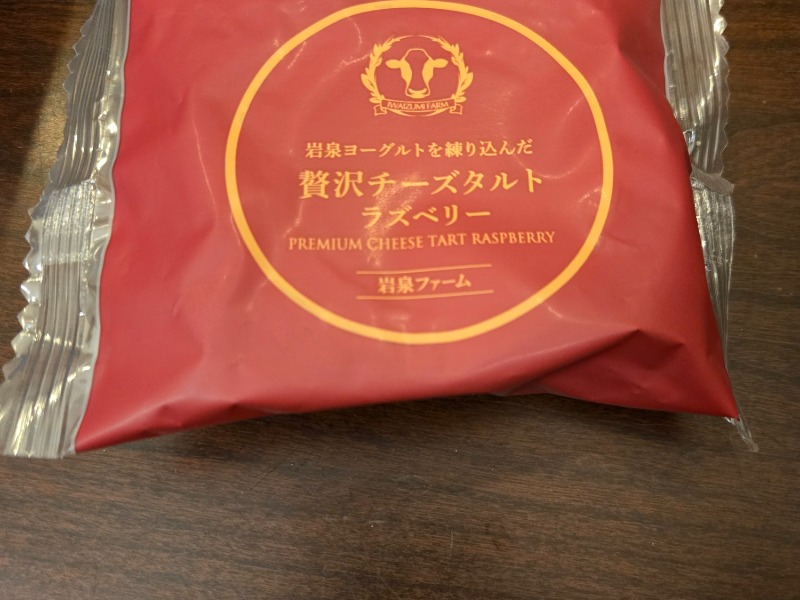 IWAIZUMI FARM
岩泉ヨーグルトを練り込んだ
贅沢チーズタルト
ラズベリー
PREMIUM CHEESE TART RASPBERRY
岩泉ファーム